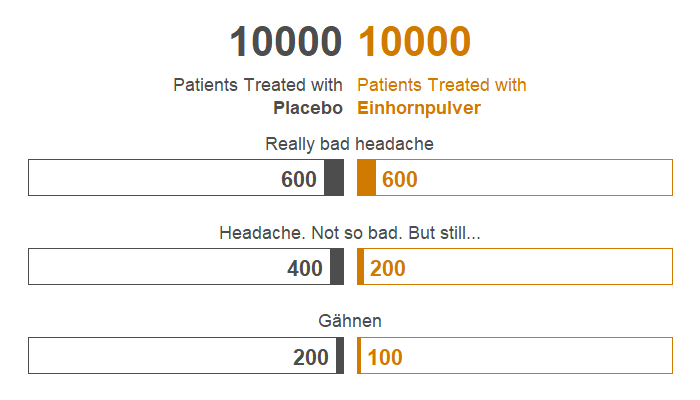 10000 10000
Patients Treated with Patients Treated with
Placebo Einhornpulver
Really bad headache
600 600
Headache. Not so bad. But still...
400 200
Gähnen
200 100